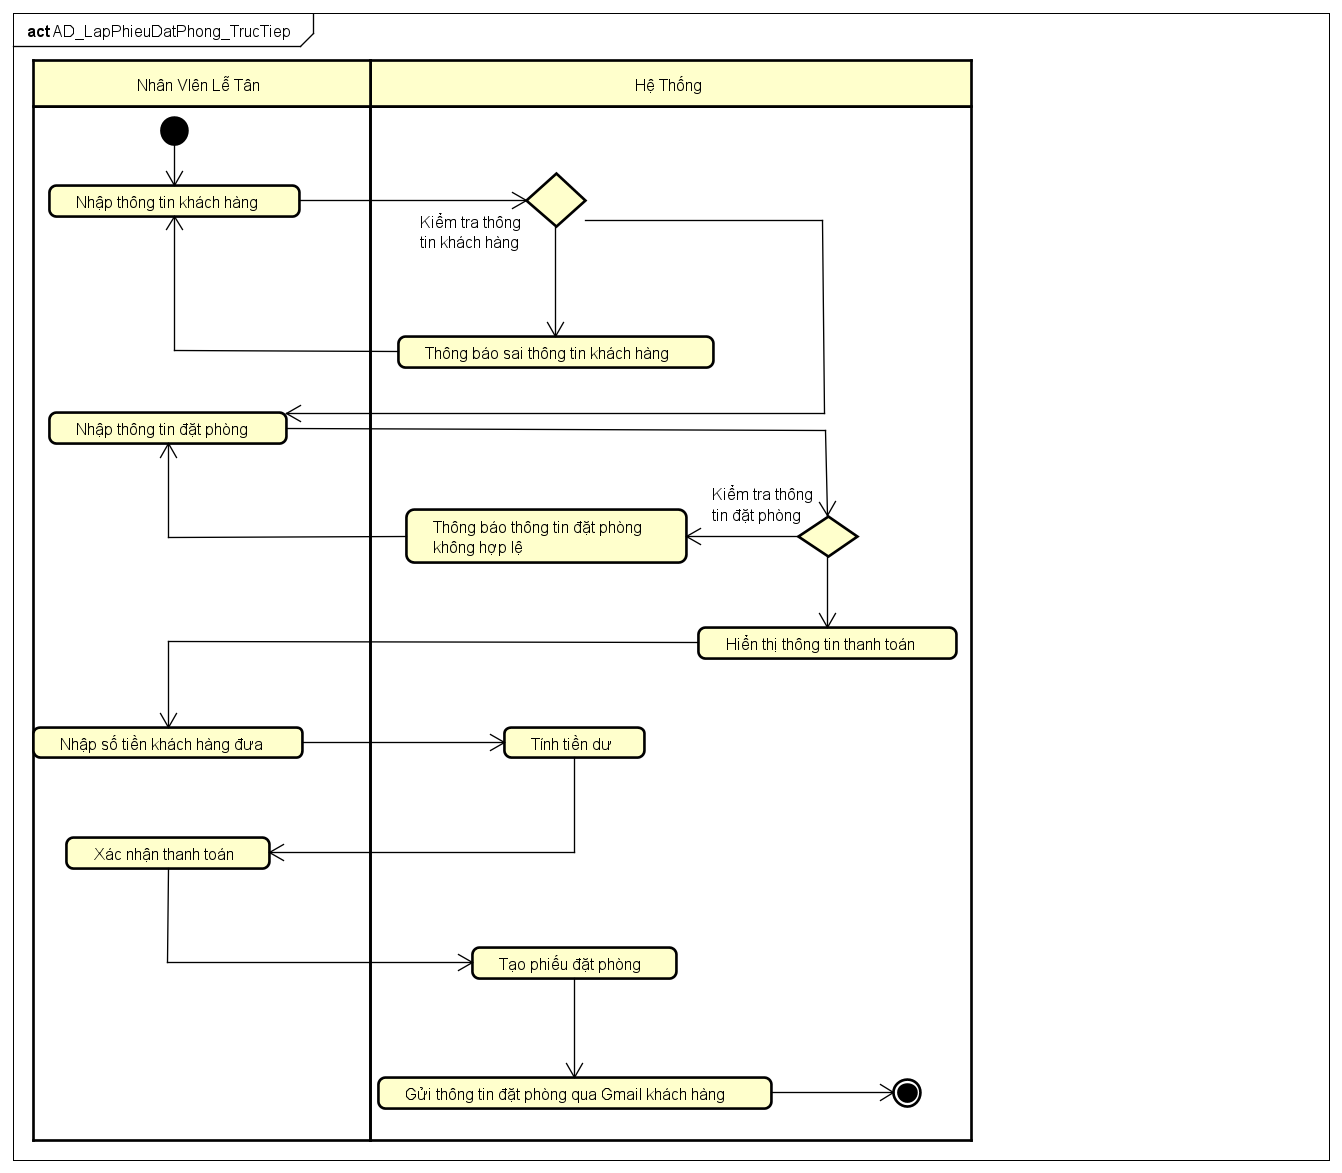 act AD_LapPhieuDatPhong_TrucTiep
Nhân VIên Lễ Tân
Hệ Thống
Nhập thông tin khách hàng
Kiểm tra thông
tin khách hàng
Thông báo sai thông tin khách hàng
Nhập thông tin đặt phòng
Kiểm tra thông
tin đặt phòng
Thông báo thông tin đặt phòng
không hợp lệ
Hiển thị thông tin thanh toán
Nhập số tiền khách hàng đưa
Tính tiền dư
Xác nhận thanh toán
Tạo phiếu đặt phòng
Gửi thông tin đặt phòng qua Gmail khách hàng